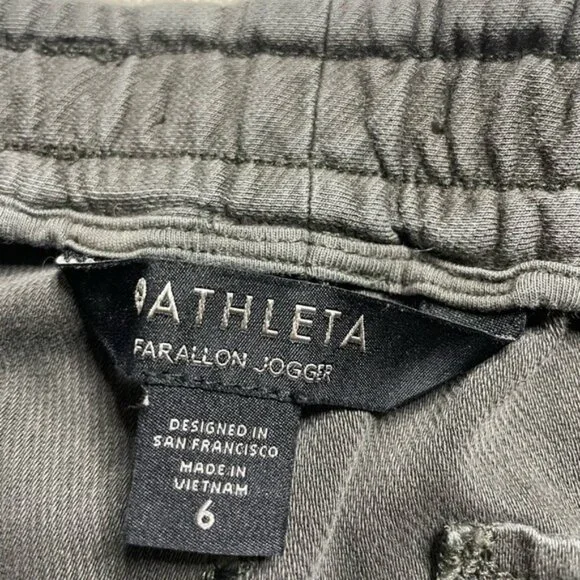 ATHLETA
FARALLON JOGGER
DESIGNED IN
SAN FRANCISCO
MADE IN
VIETNAM
6